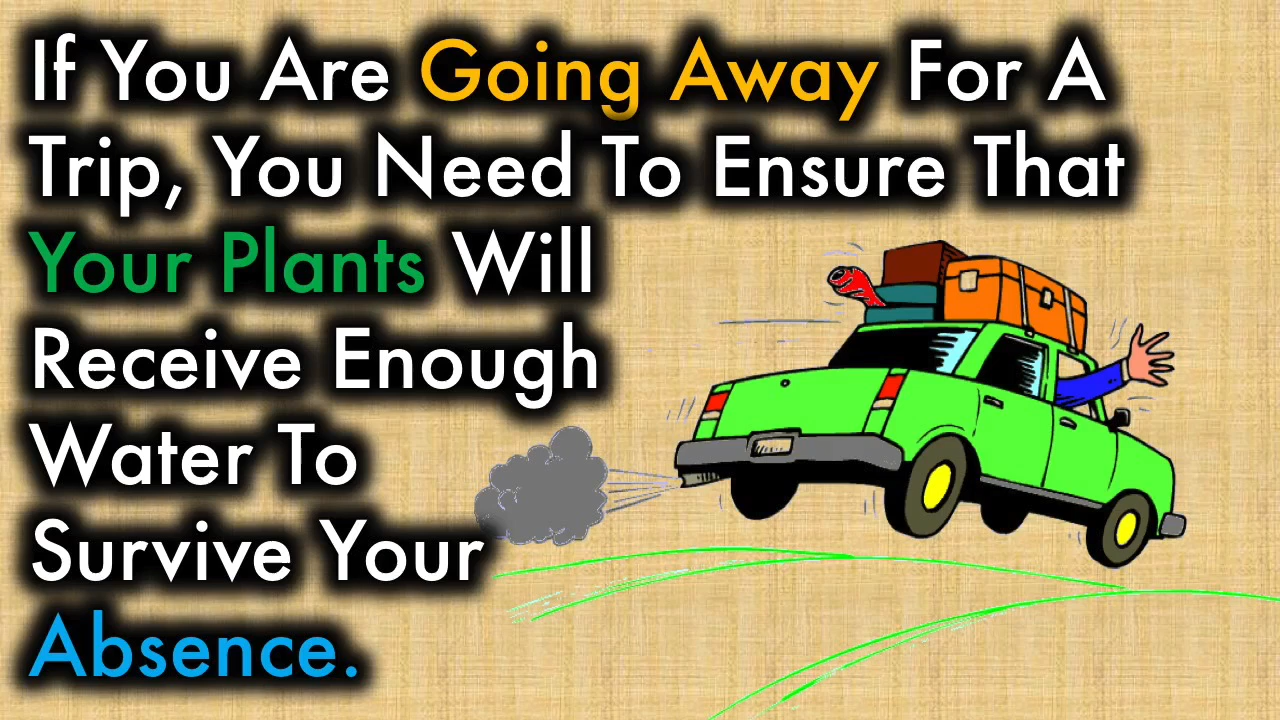 If You Are Going Away For A
Trip, You Need To Ensure That
Your Plants Will
Receive Enough
Water To
Survive Your
Absence.